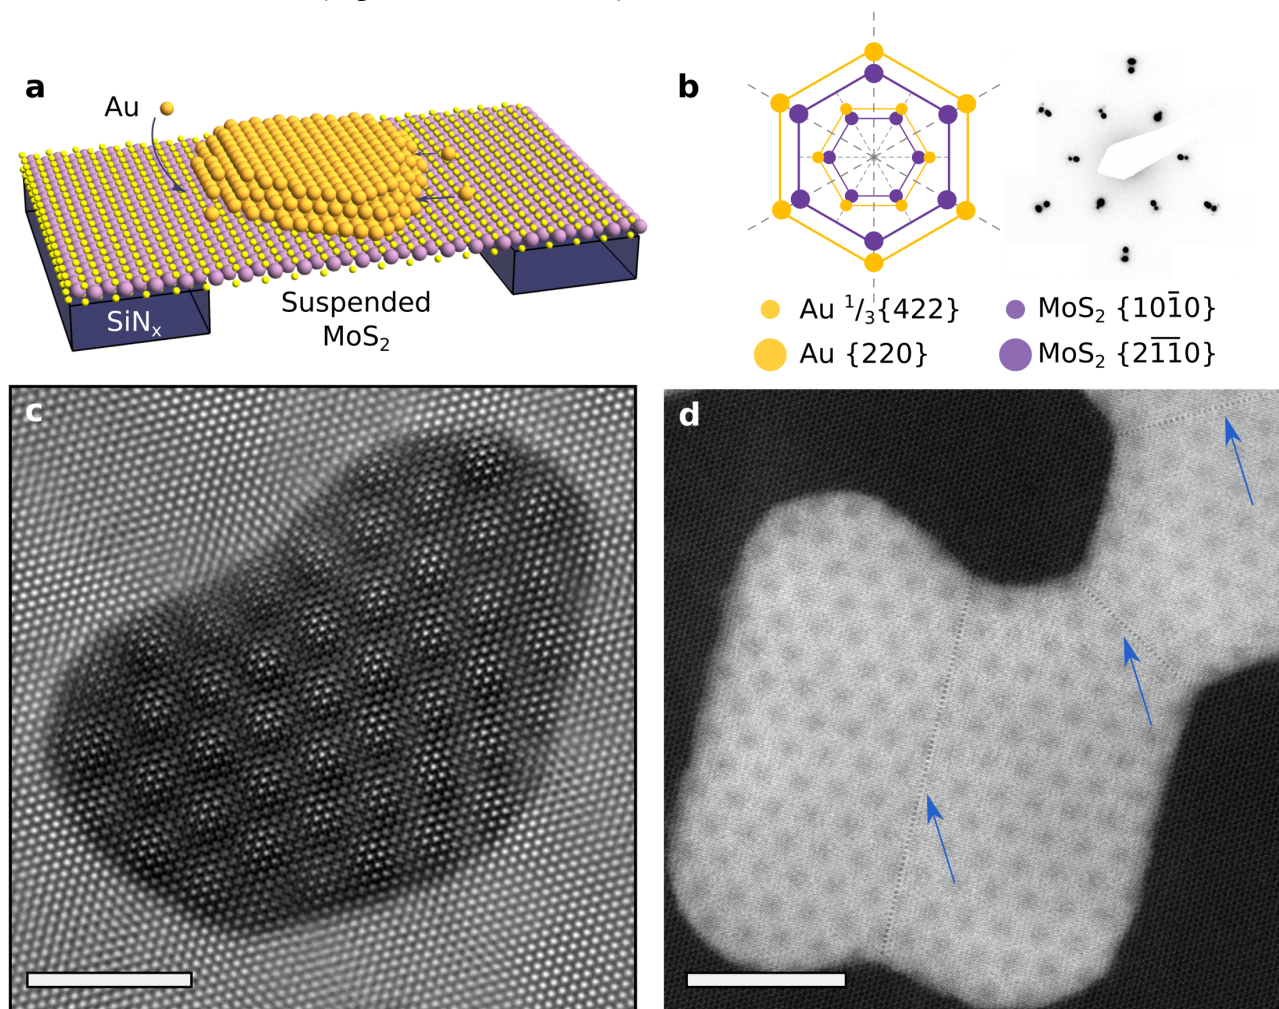 a
Au
SiNₓ
Suspended
MoS₂
b
Au ¹/₃{422}
MoS₂ {101̅0}
Au {220}
MoS₂ {21̅1̅0}
c
d